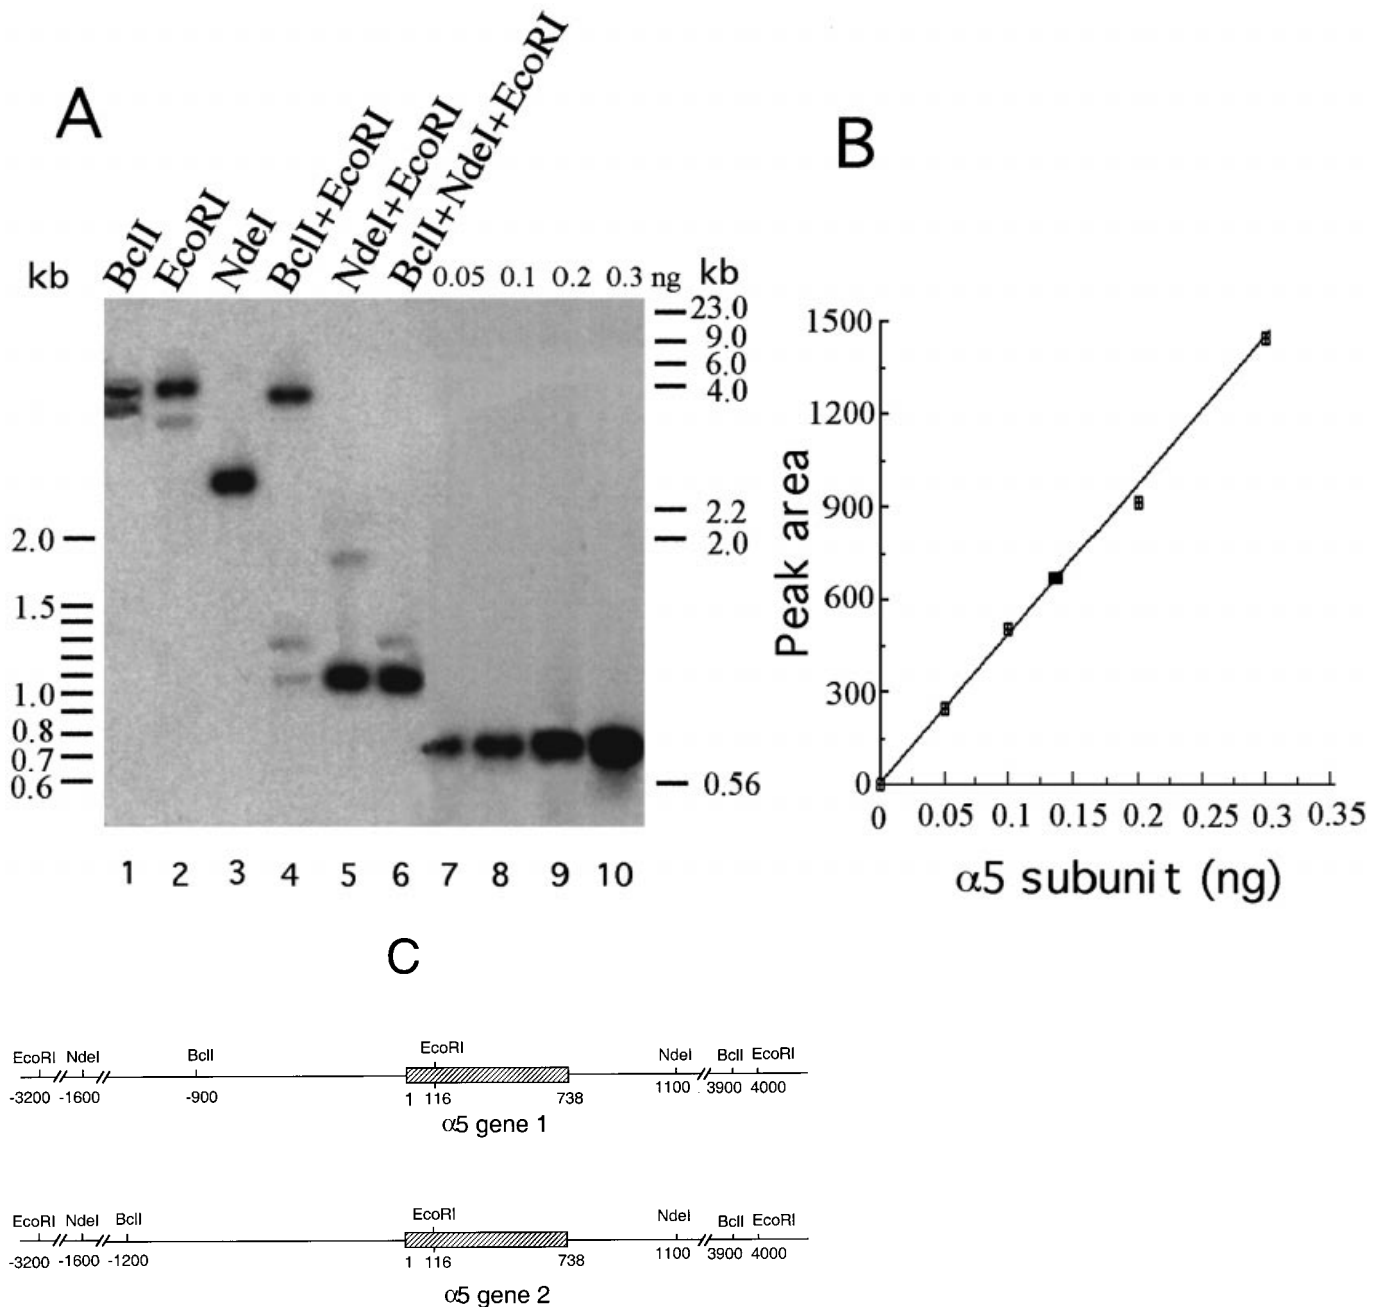 A
BclI
EcoRI
NdeI
BclI+EcoRI
NdeI+EcoRI
BclI+NdeI+EcoRI
kb
0.05 0.1 0.2 0.3 ng
kb
2.0
1.5
1.0
0.8
0.7
0.6
23.0
9.0
6.0
4.0
2.2
2.0
0.56
1 2 3 4 5 6 7 8 9 10
B
Peak area
1500
1200
900
600
300
0
0 0.05 0.1 0.15 0.2 0.25 0.3 0.35
α5 subunit (ng)
C
EcoRI NdeI BclI EcoRI NdeI BclI EcoRI
-3200 -1600 -900 1 116 738 1100 3900 4000
α5 gene 1
EcoRI NdeI BclI EcoRI NdeI BclI EcoRI
-3200 -1600 -1200 1 116 738 1100 3900 4000
α5 gene 2